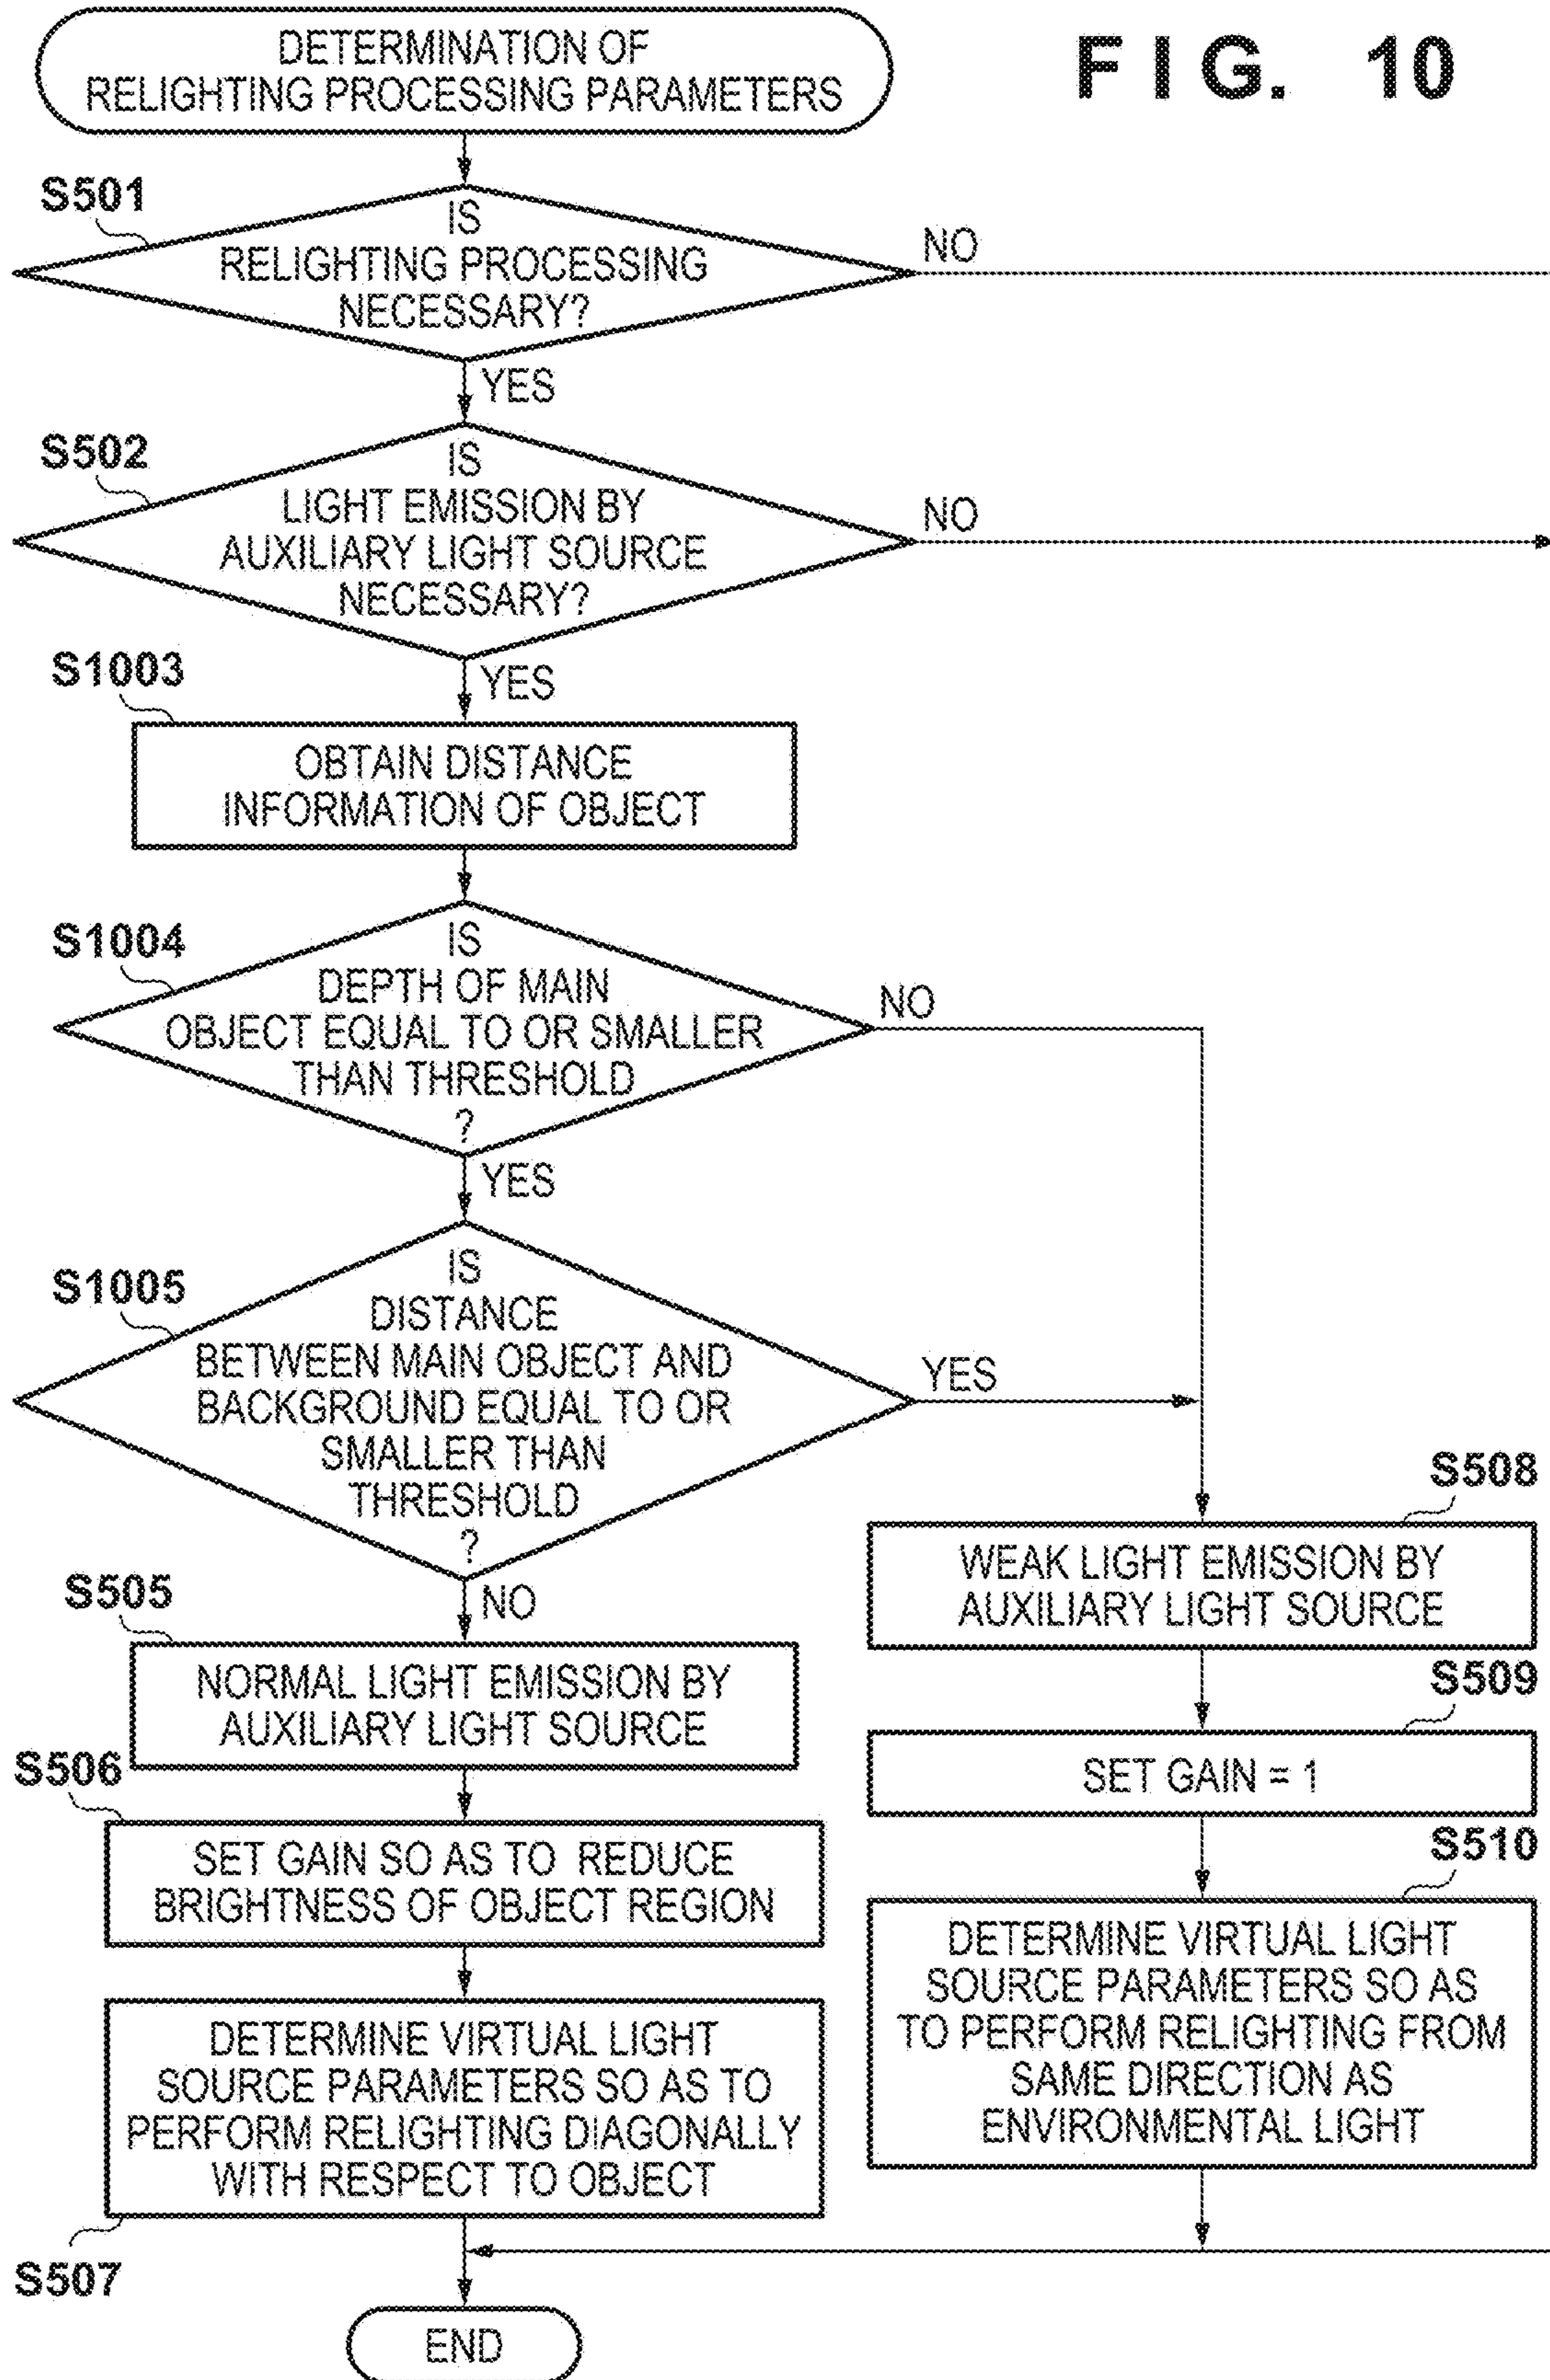 FIG. 10
DETERMINATION OF
RELIGHTING PROCESSING PARAMETERS
S501
IS
RELIGHTING PROCESSING
NECESSARY?
NO
YES
S502
IS
LIGHT EMISSION BY
AUXILIARY LIGHT SOURCE
NECESSARY?
NO
YES
S1003
OBTAIN DISTANCE
INFORMATION OF OBJECT
S1004
IS
DEPTH OF MAIN
OBJECT EQUAL TO OR SMALLER
THAN THRESHOLD
?
NO
YES
S1005
IS
DISTANCE
BETWEEN MAIN OBJECT AND
BACKGROUND EQUAL TO OR
SMALLER THAN
THRESHOLD
?
YES
NO
S505
NORMAL LIGHT EMISSION BY
AUXILIARY LIGHT SOURCE
S506
SET GAIN SO AS TO REDUCE
BRIGHTNESS OF OBJECT REGION
DETERMINE VIRTUAL LIGHT
SOURCE PARAMETERS SO AS TO
PERFORM RELIGHTING DIAGONALLY
WITH RESPECT TO OBJECT
S507
S508
WEAK LIGHT EMISSION BY
AUXILIARY LIGHT SOURCE
S509
SET GAIN = 1
S510
DETERMINE VIRTUAL LIGHT
SOURCE PARAMETERS SO AS
TO PERFORM RELIGHTING FROM
SAME DIRECTION AS
ENVIRONMENTAL LIGHT
END